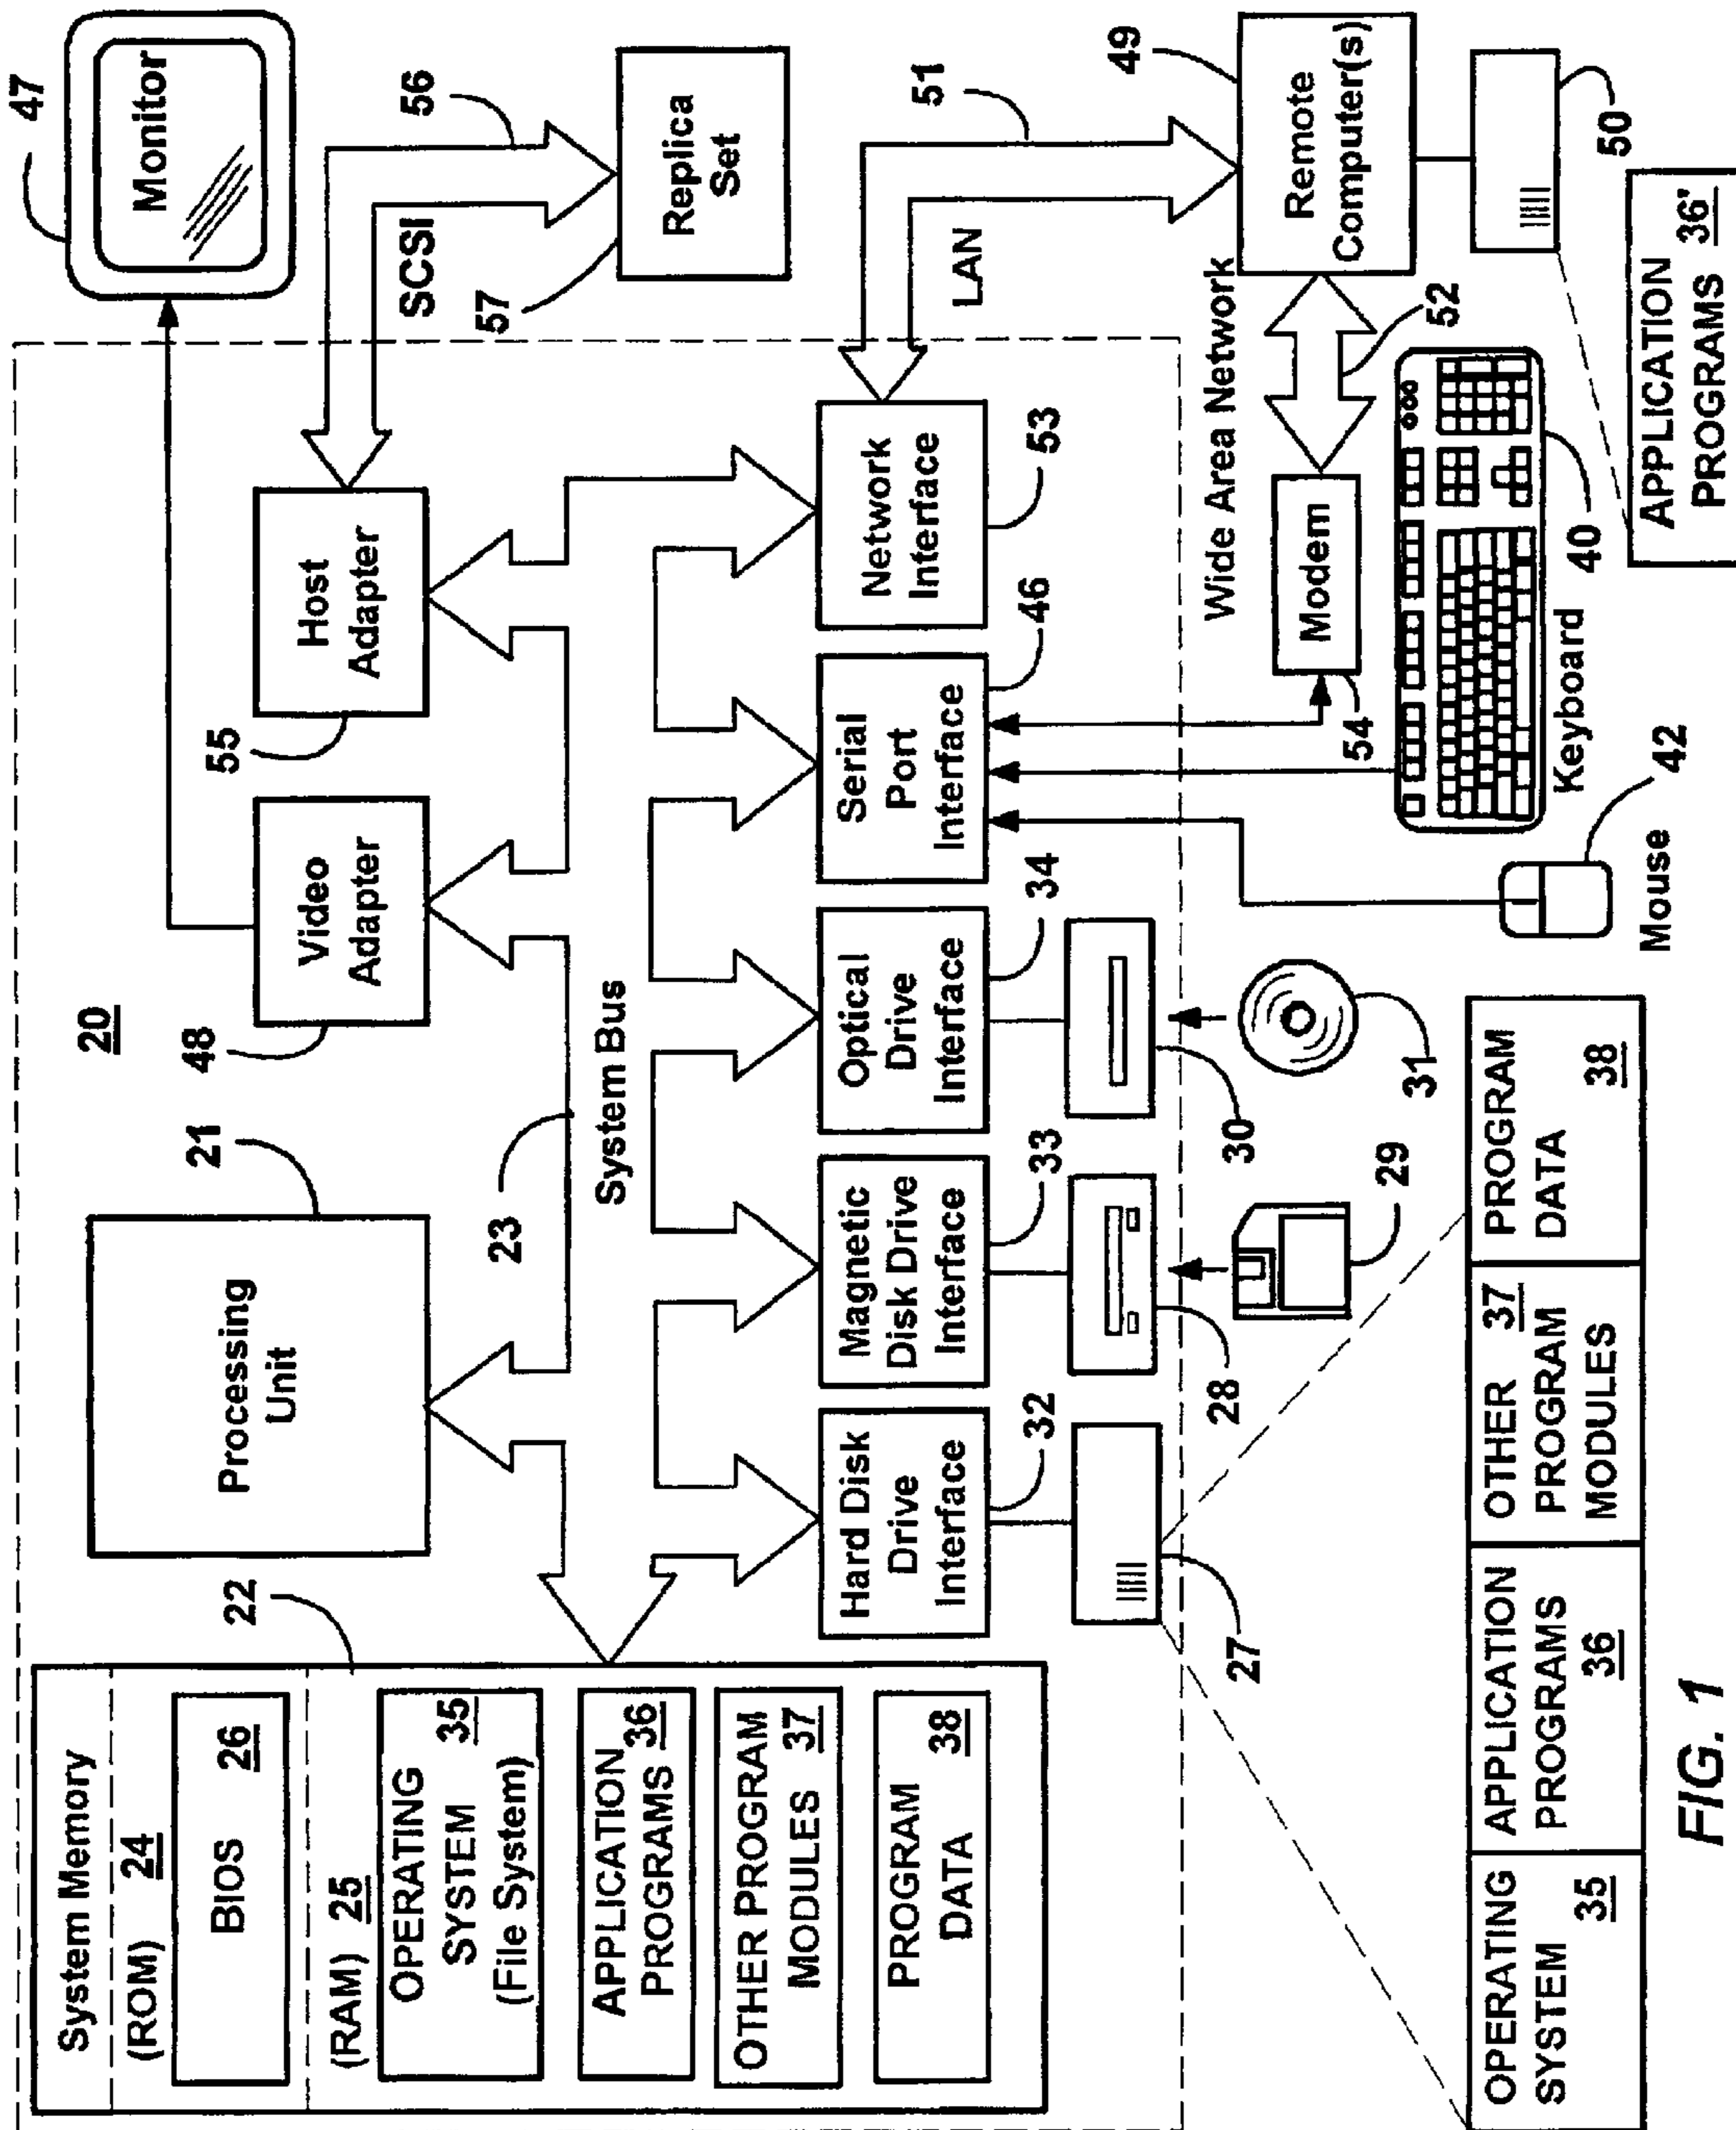 System Memory
(ROM) 24
BIOS 26
(RAM) 25
OPERATING
SYSTEM 35
(File System)
APPLICATION
PROGRAMS 36
OTHER PROGRAM
MODULES 37
PROGRAM
DATA 38
22
Processing
Unit
21
20
Video
Adapter
48
Host
Adapter
55
47
Monitor
SCSI
56
Replica
Set
57
23
System Bus
Hard Disk
Drive
Interface
32
Magnetic
Disk Drive
Interface
33
Optical
Drive
Interface
34
Serial
Port
Interface
46
Network
Interface
53
LAN
51
27
28
29
30
31
Wide Area Network
Modem
54
52
Remote
Computer(s)
49
50
Mouse
42
Keyboard
40
APPLICATION
PROGRAMS 36'
OPERATING
SYSTEM
35
APPLICATION
PROGRAMS
36
OTHER 37
PROGRAM
MODULES
PROGRAM
DATA
38
FIG. 1